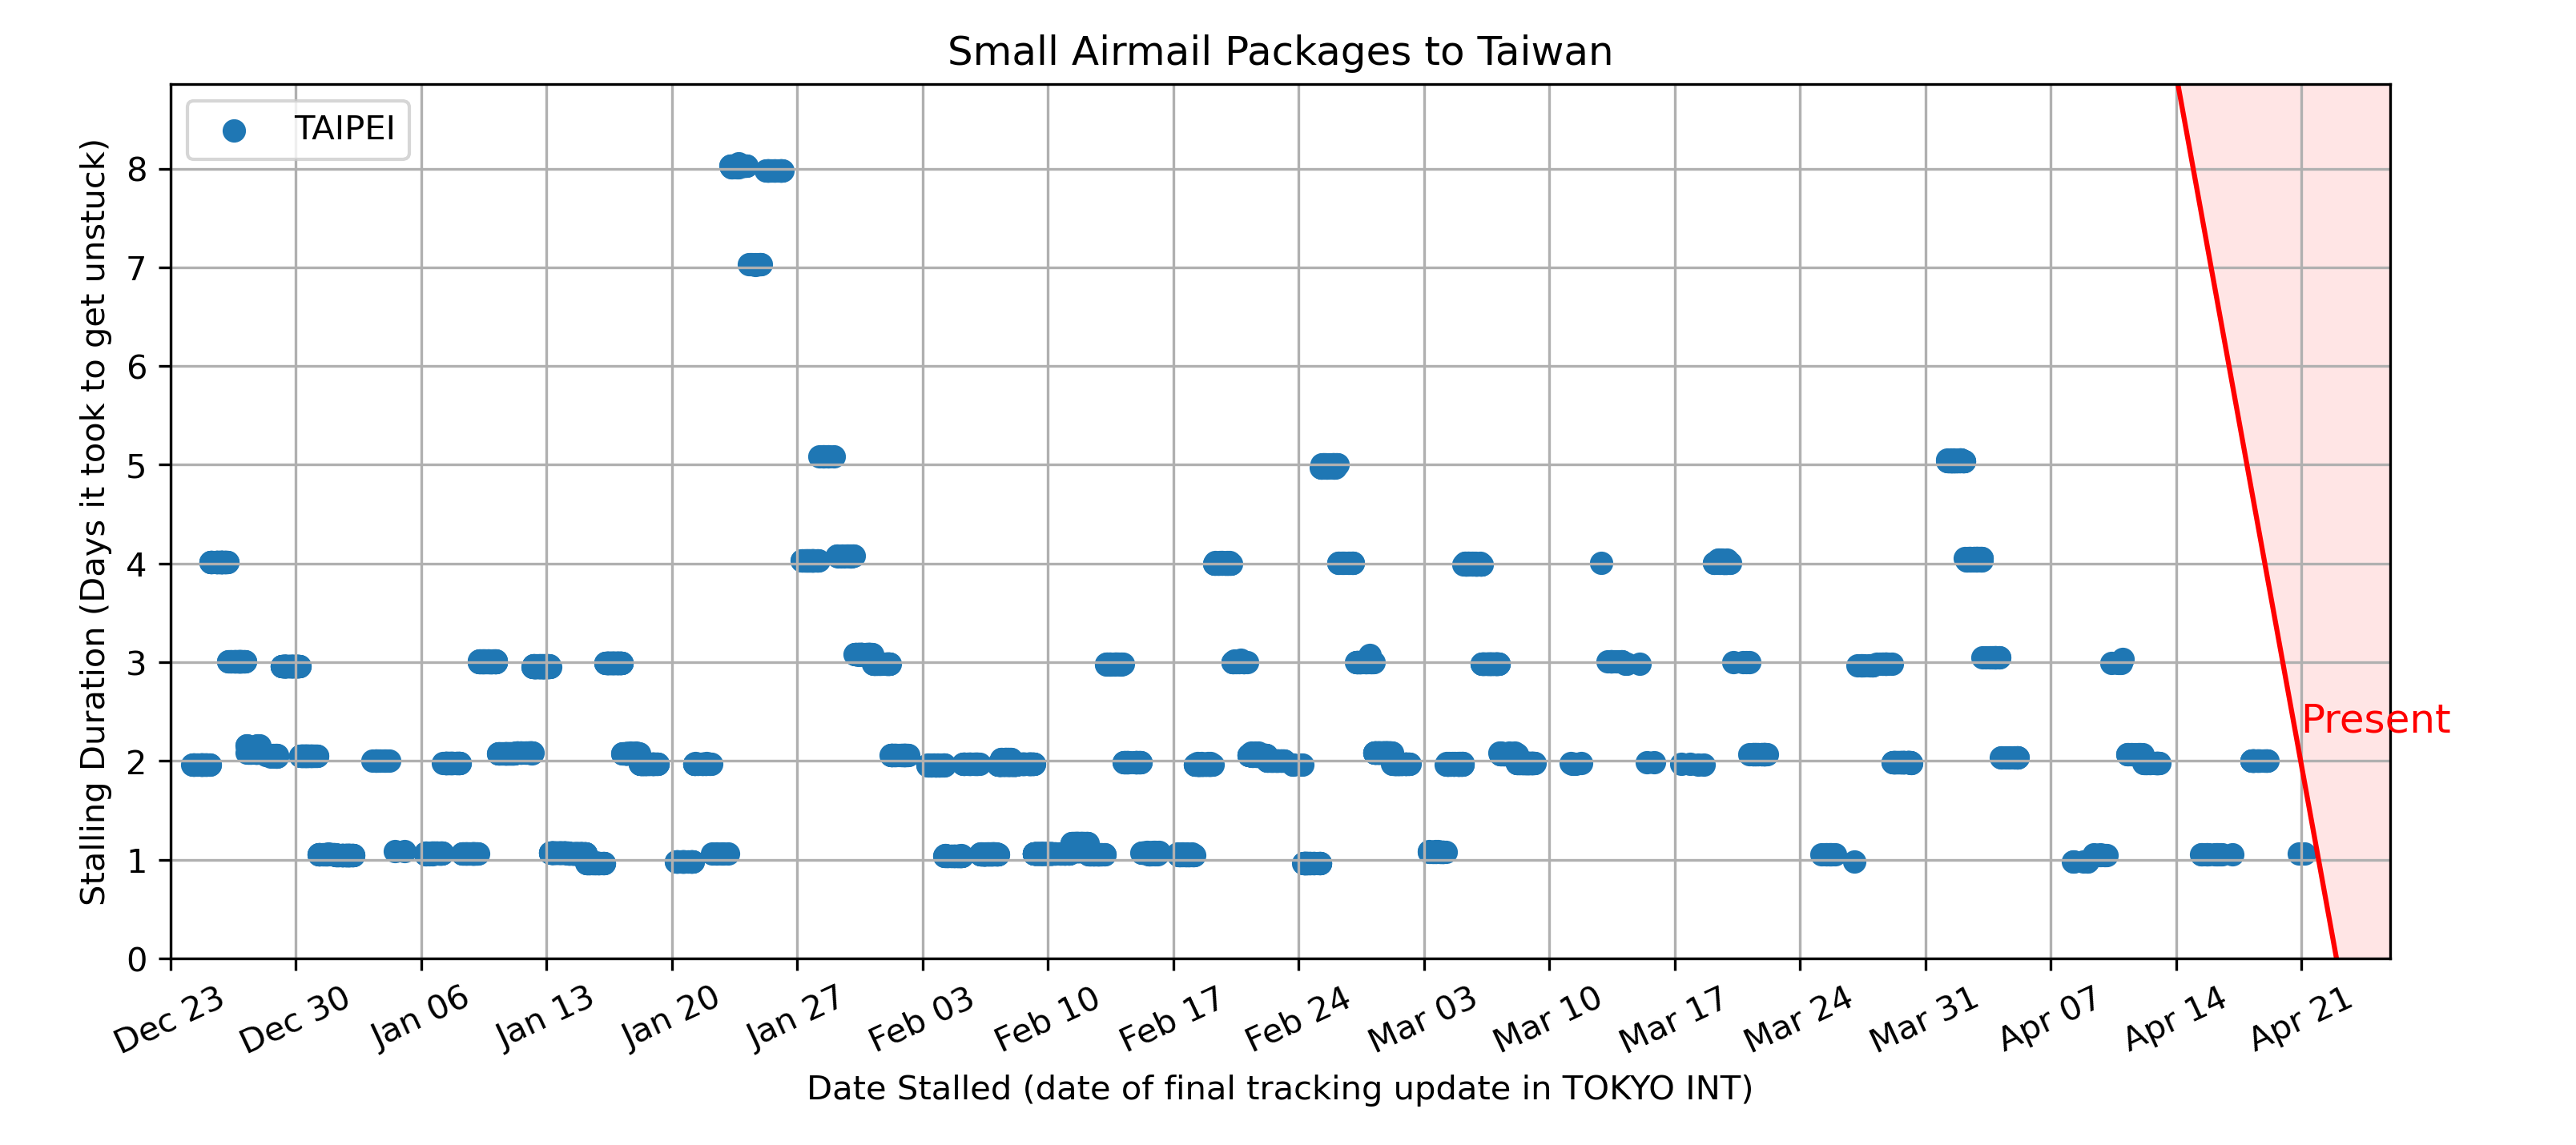 Small Airmail Packages to Taiwan
TAIPEI
Stalling Duration (Days it took to get unstuck)
8
7
6
5
4
3
2
1
0
Present
Dec 23
Dec 30
Jan 06
Jan 13
Jan 20
Jan 27
Feb 03
Feb 10
Feb 17
Feb 24
Mar 03
Mar 10
Mar 17
Mar 24
Mar 31
Apr 07
Apr 14
Apr 21
Date Stalled (date of final tracking update in TOKYO INT)